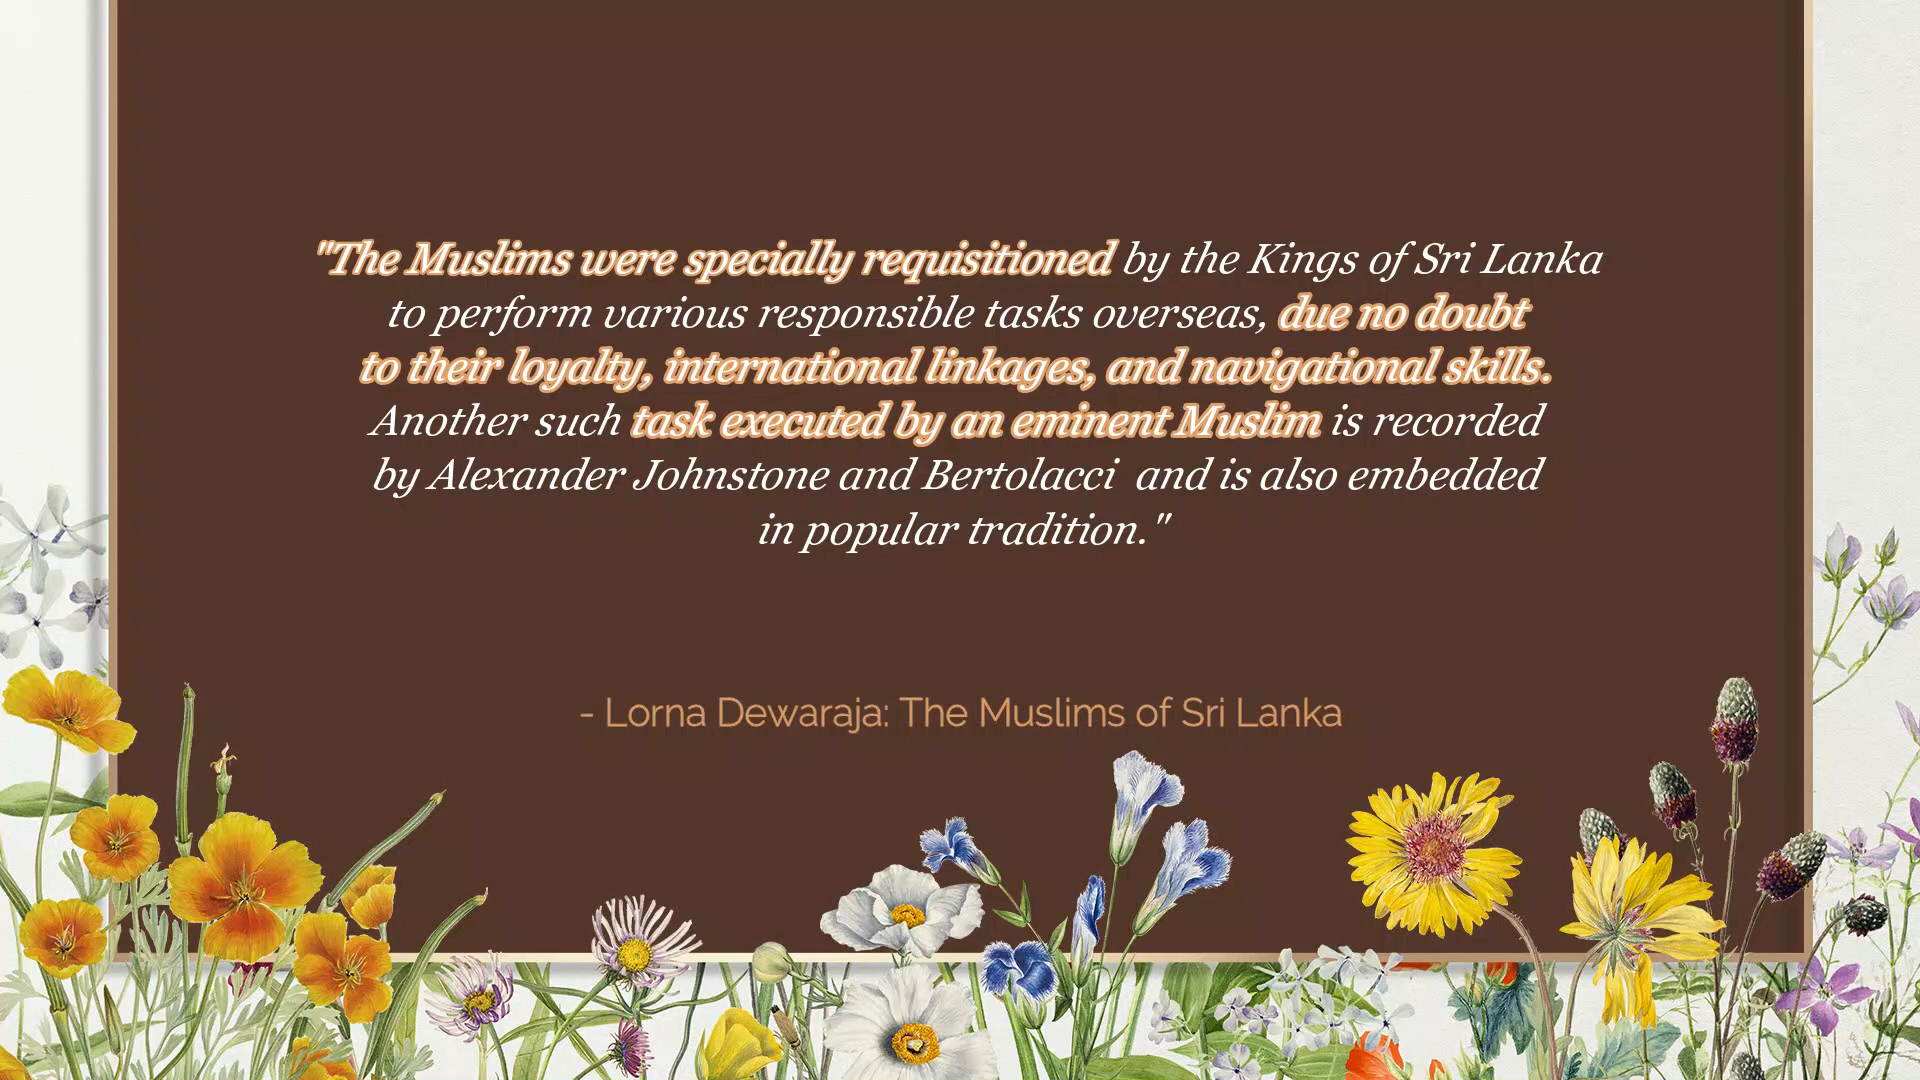 "The Muslims were specially requisitioned by the Kings of Sri Lanka
to perform various responsible tasks overseas, due no doubt
to their loyalty, international linkages, and navigational skills.
Another such task executed by an eminent Muslim is recorded
by Alexander Johnstone and Bertolacci  and is also embedded
in popular tradition."
- Lorna Dewaraja: The Muslims of Sri Lanka